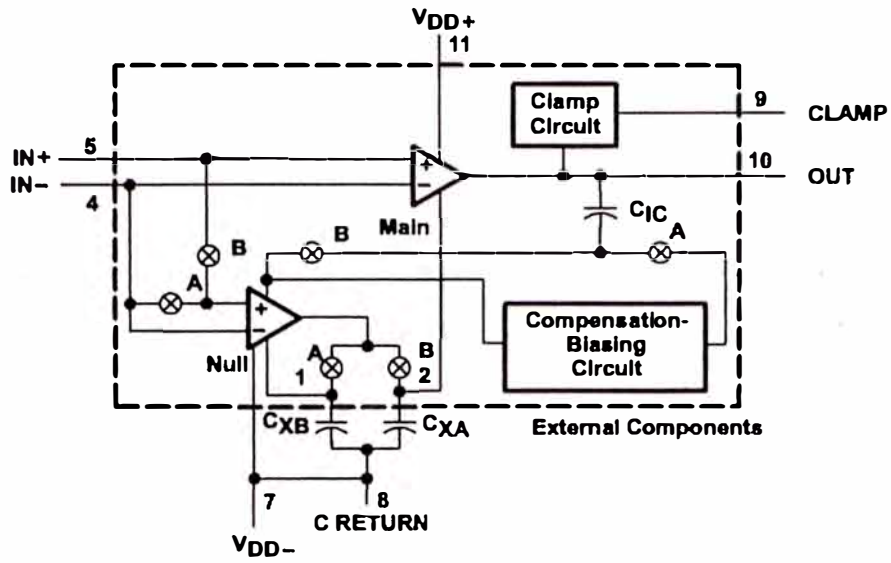 VDD+
11
Clamp
Circuit
9
CLAMP
5
IN+
+
10
OUT
IN−
−
4
Main
CIC
B
B
A
A
+
−
Compensation-
Biasing
Circuit
Null
A
B
1
2
CXB
CXA
External Components
7
8
C RETURN
VDD−